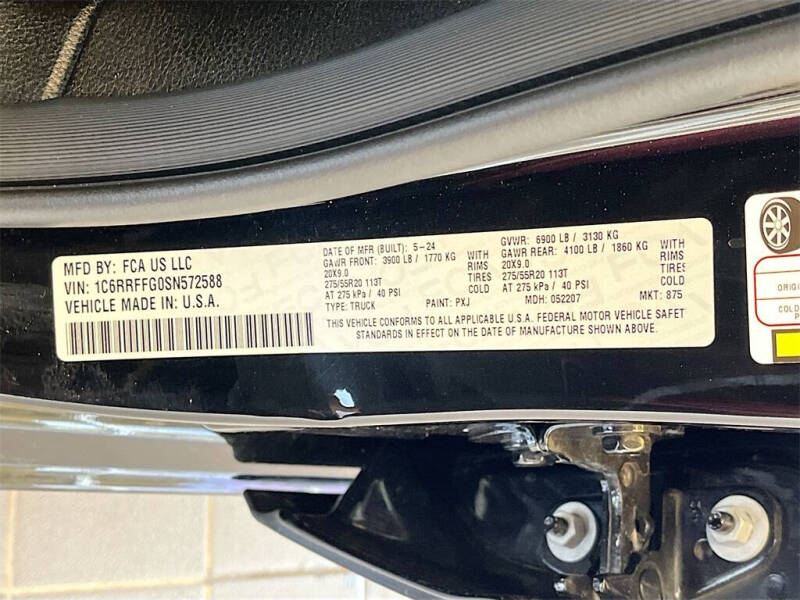 MFD BY: FCA US LLC
VIN: 1C6RRFFG0SN572588
VEHICLE MADE IN U.S.A.
DATE OF MFR (BUILT): 5-24
GAWR FRONT: 3900 LB / 1770 KG WITH
20X9.0 RIMS
275/55R20 113T TIRES
AT 275 kPa / 40 PSI COLD
TYPE: TRUCK PAINT: PXJ
GVWR: 6900 LB / 3130 KG
GAWR REAR: 4100 LB / 1860 KG WITH
20X9.0 RIMS
275/55R20 113T TIRES
AT 275 kPa / 40 PSI COLD
MDH: 052207 MKT: 875
THIS VEHICLE CONFORMS TO ALL APPLICABLE U.S.A. FEDERAL MOTOR VEHICLE SAFET
STANDARDS IN EFFECT ON THE DATE OF MANUFACTURE SHOWN ABOVE.
ORIGI
COLD
P